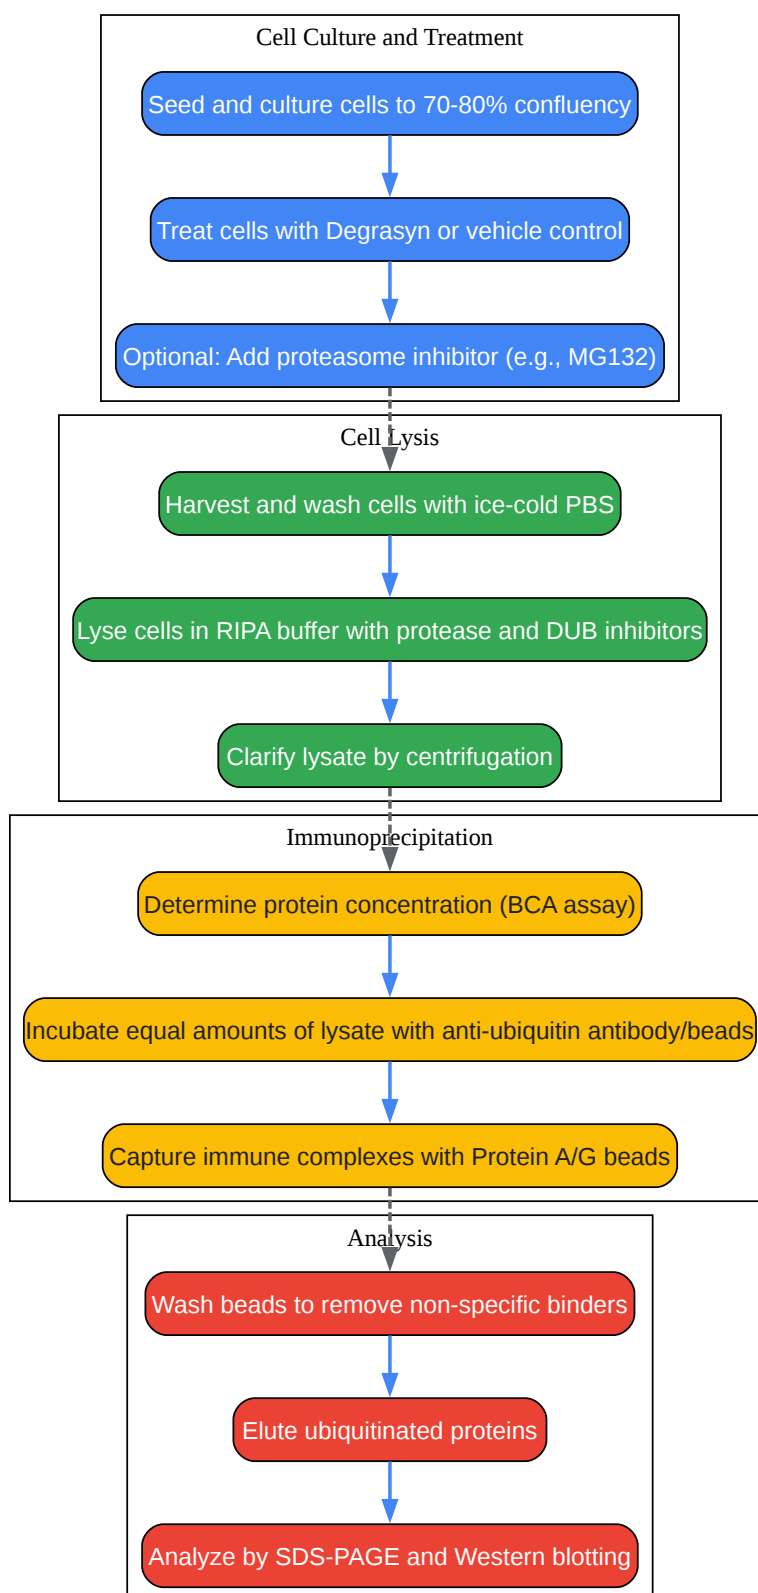 Cell Culture and Treatment
Seed and culture cells to 70-80% confluency
Treat cells with Degrasyn or vehicle control
Optional: Add proteasome inhibitor (e.g., MG132)
Cell Lysis
Harvest and wash cells with ice-cold PBS
Lyse cells in RIPA buffer with protease and DUB inhibitors
Clarify lysate by centrifugation
Immunoprecipitation
Determine protein concentration (BCA assay)
Incubate equal amounts of lysate with anti-ubiquitin antibody/beads
Capture immune complexes with Protein A/G beads
Analysis
Wash beads to remove non-specific binders
Elute ubiquitinated proteins
Analyze by SDS-PAGE and Western blotting